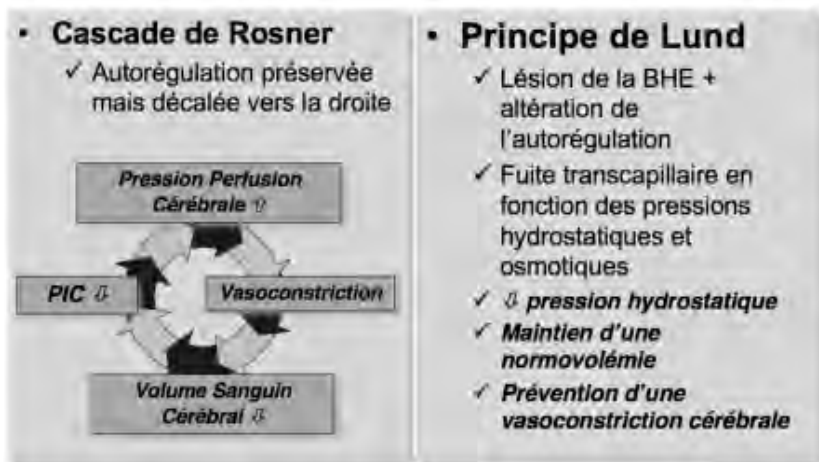 • Cascade de Rosner
✓ Autorégulation préservée
mais décalée vers la droite
Pression Perfusion
Cérébrale ⇧
PIC ⇩
Vasoconstriction
Volume Sanguin
Cérébral ⇩
• Principe de Lund
✓ Lésion de la BHE +
altération de
l'autorégulation
✓ Fuite transcapillaire en
fonction des pressions
hydrostatiques et
osmotiques
✓ ⇩ pression hydrostatique
✓ Maintien d'une
normovolémie
✓ Prévention d'une
vasoconstriction cérébrale